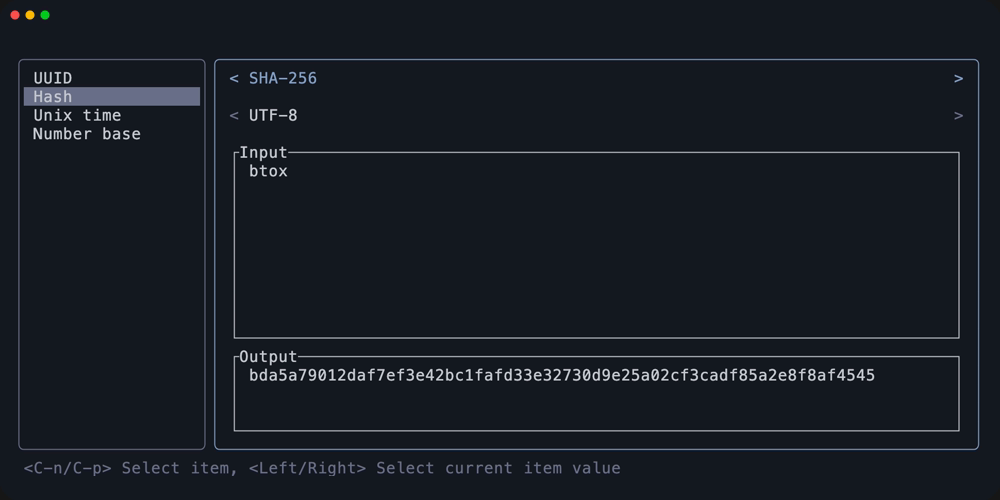 UUID
Hash
Unix time
Number base
< SHA-256 >
< UTF-8 >
Input
btox
Output
bda5a79012daf7ef3e42bc1fafd33e32730d9e25a02cf3cadf85a2e8f8af4545
<C-n/C-p> Select item, <Left/Right> Select current item value